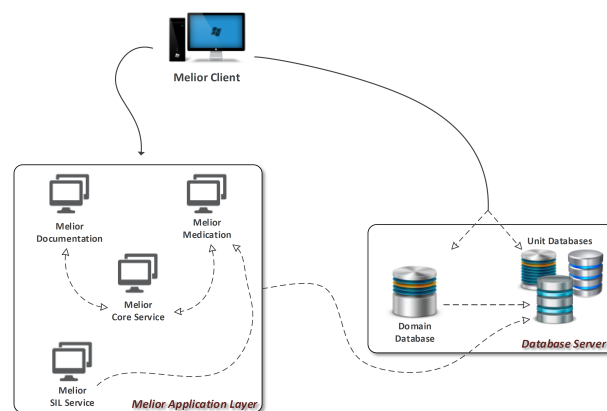 Melior Client
Melior
Documentation
Melior
Medication
Melior
Core Service
Melior
SIL Service
Melior Application Layer
Unit Databases
Domain
Database
Database Server